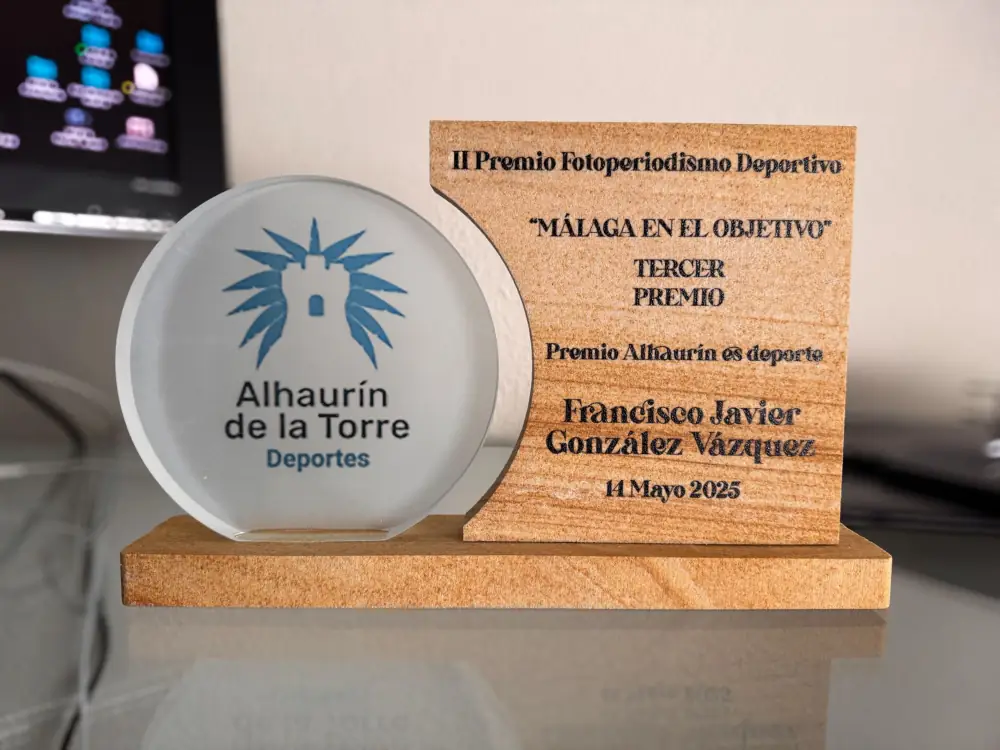 Alhaurín
de la Torre
Deportes
II Premio Fotoperiodismo Deportivo
"MÁLAGA EN EL OBJETIVO"
TERCER
PREMIO
Premio Alhaurín es deporte
Francisco Javier
González Vázquez
14 Mayo 2025